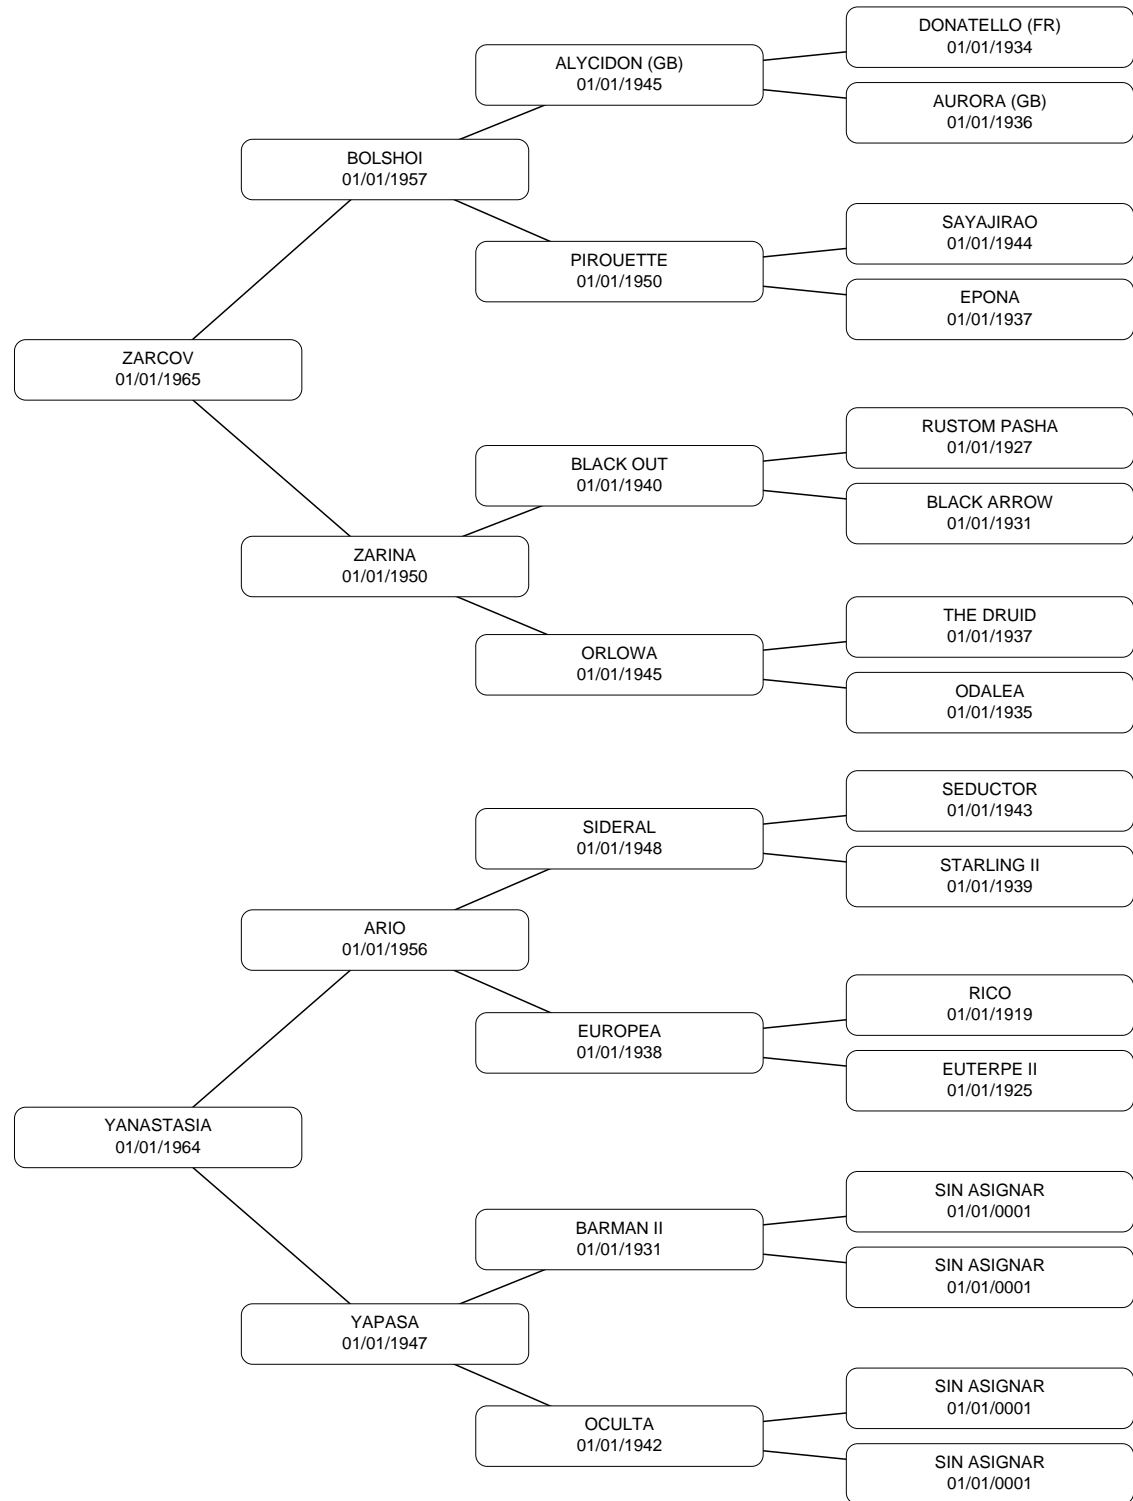 DONATELLO (FR)
01/01/1934
ALYCIDON (GB)
01/01/1945
AURORA (GB)
01/01/1936
BOLSHOI
01/01/1957
SAYAJIRAO
01/01/1944
PIROUETTE
01/01/1950
EPONA
01/01/1937
ZARCOV
01/01/1965
RUSTOM PASHA
01/01/1927
BLACK OUT
01/01/1940
BLACK ARROW
01/01/1931
ZARINA
01/01/1950
THE DRUID
01/01/1937
ORLOWA
01/01/1945
ODALEA
01/01/1935
SEDUCTOR
01/01/1943
SIDERAL
01/01/1948
STARLING II
01/01/1939
ARIO
01/01/1956
RICO
01/01/1919
EUROPEA
01/01/1938
EUTERPE II
01/01/1925
YANASTASIA
01/01/1964
SIN ASIGNAR
01/01/0001
BARMAN II
01/01/1931
SIN ASIGNAR
01/01/0001
YAPASA
01/01/1947
SIN ASIGNAR
01/01/0001
OCULTA
01/01/1942
SIN ASIGNAR
01/01/0001